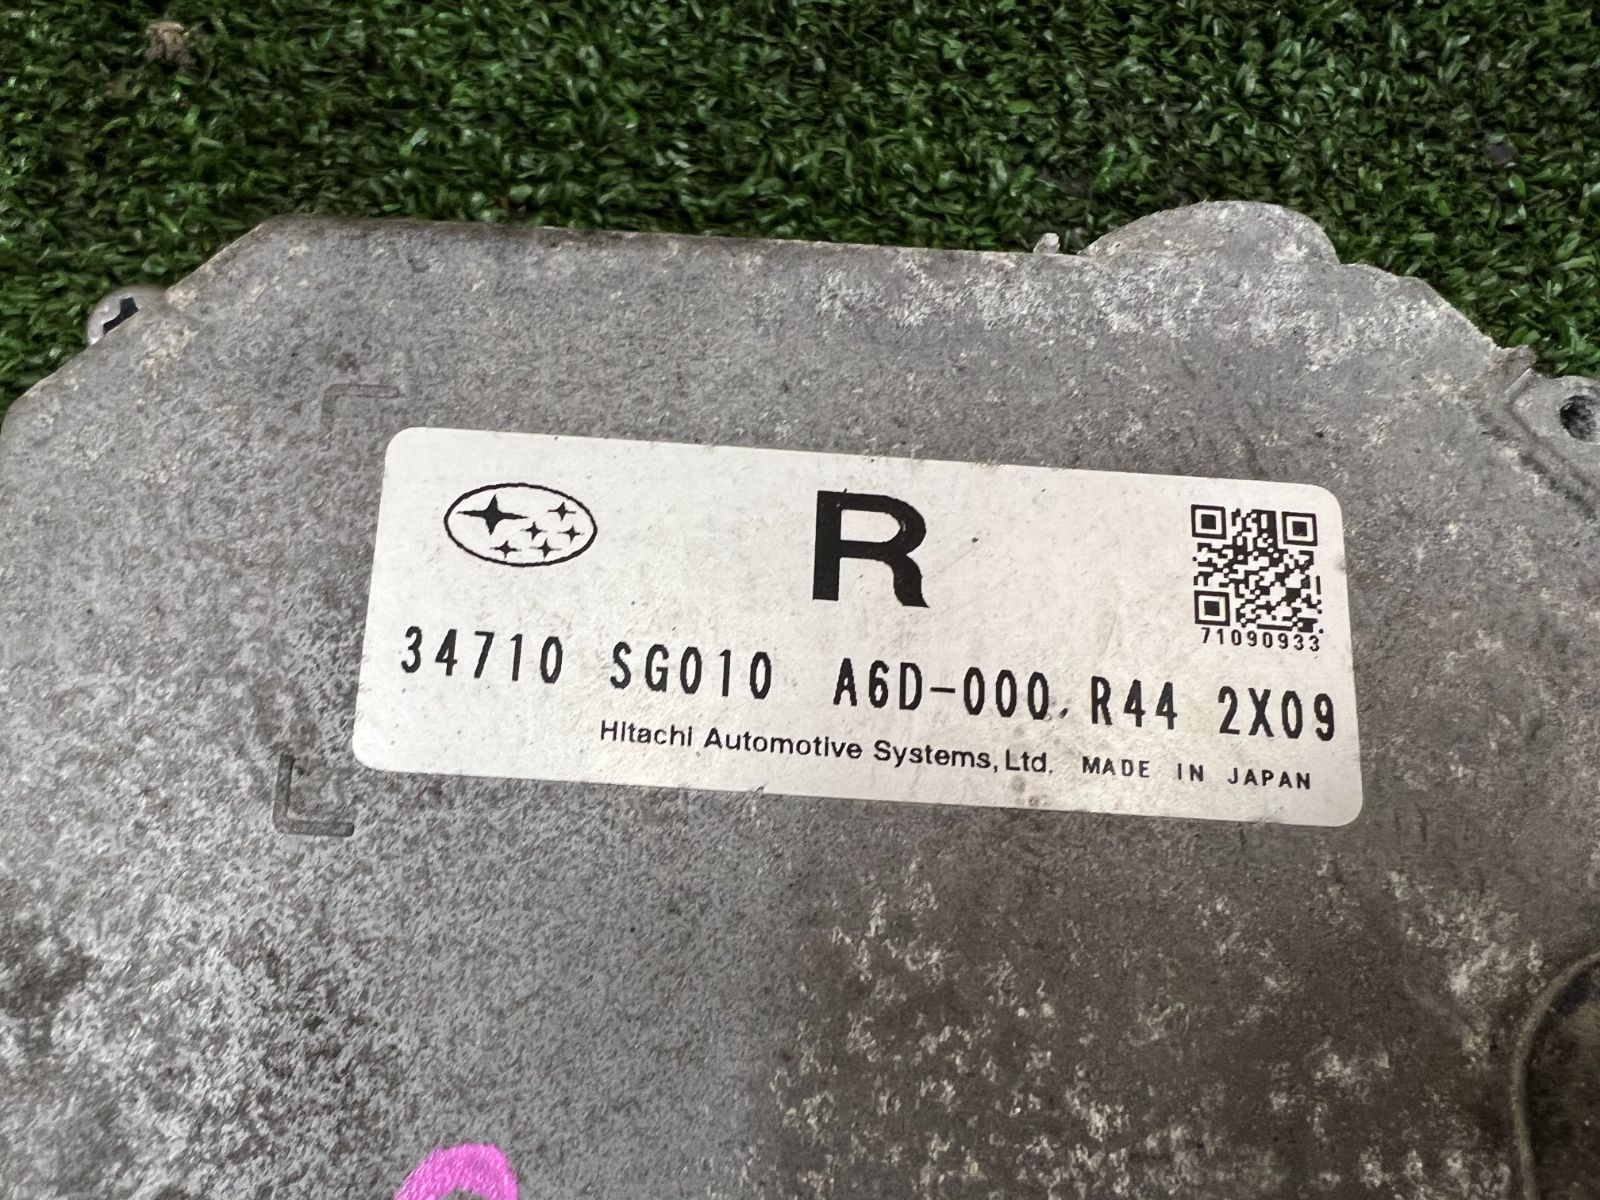 R
71090933
34710 SG010 A6D-000 R44 2X09
Hitachi Automotive Systems, Ltd. MADE IN JAPAN